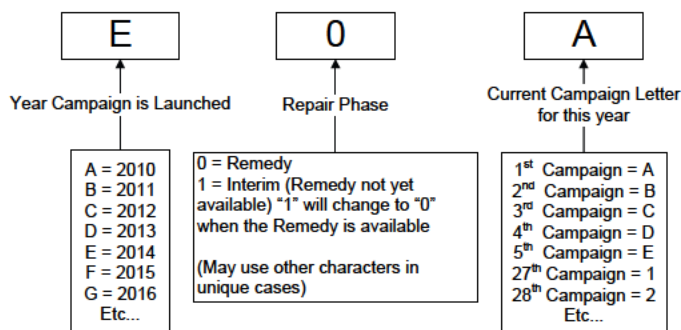 E
0
A
Year Campaign is Launched
Repair Phase
Current Campaign Letter
for this year
A = 2010
B = 2011
C = 2012
D = 2013
E = 2014
F = 2015
G = 2016
Etc...
0 = Remedy
1 = Interim (Remedy not yet
available) “1” will change to “0”
when the Remedy is available
(May use other characters in
unique cases)
1st Campaign = A
2nd Campaign = B
3rd Campaign = C
4th Campaign = D
5th Campaign = E
27th Campaign = 1
28th Campaign = 2
Etc...